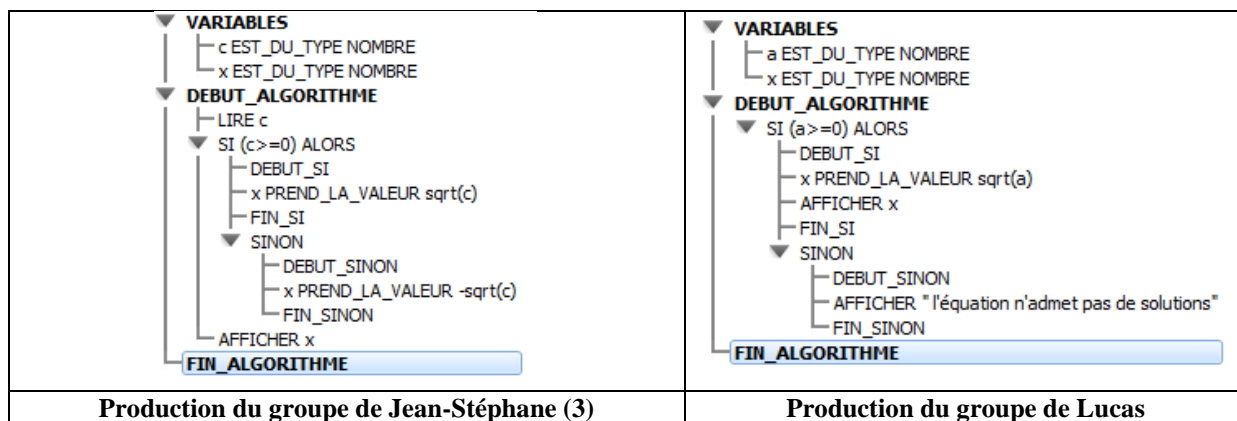 VARIABLES
c EST_DU_TYPE NOMBRE
x EST_DU_TYPE NOMBRE
DEBUT_ALGORITHME
LIRE c
SI (c>=0) ALORS
DEBUT_SI
x PREND_LA_VALEUR sqrt(c)
FIN_SI
SINON
DEBUT_SINON
x PREND_LA_VALEUR -sqrt(c)
FIN_SINON
AFFICHER x
FIN_ALGORITHME
Production du groupe de Jean-Stéphane (3)
VARIABLES
a EST_DU_TYPE NOMBRE
x EST_DU_TYPE NOMBRE
DEBUT_ALGORITHME
SI (a>=0) ALORS
DEBUT_SI
x PREND_LA_VALEUR sqrt(a)
AFFICHER x
FIN_SI
SINON
DEBUT_SINON
AFFICHER " l'équation n'admet pas de solutions"
FIN_SINON
FIN_ALGORITHME
Production du groupe de Lucas